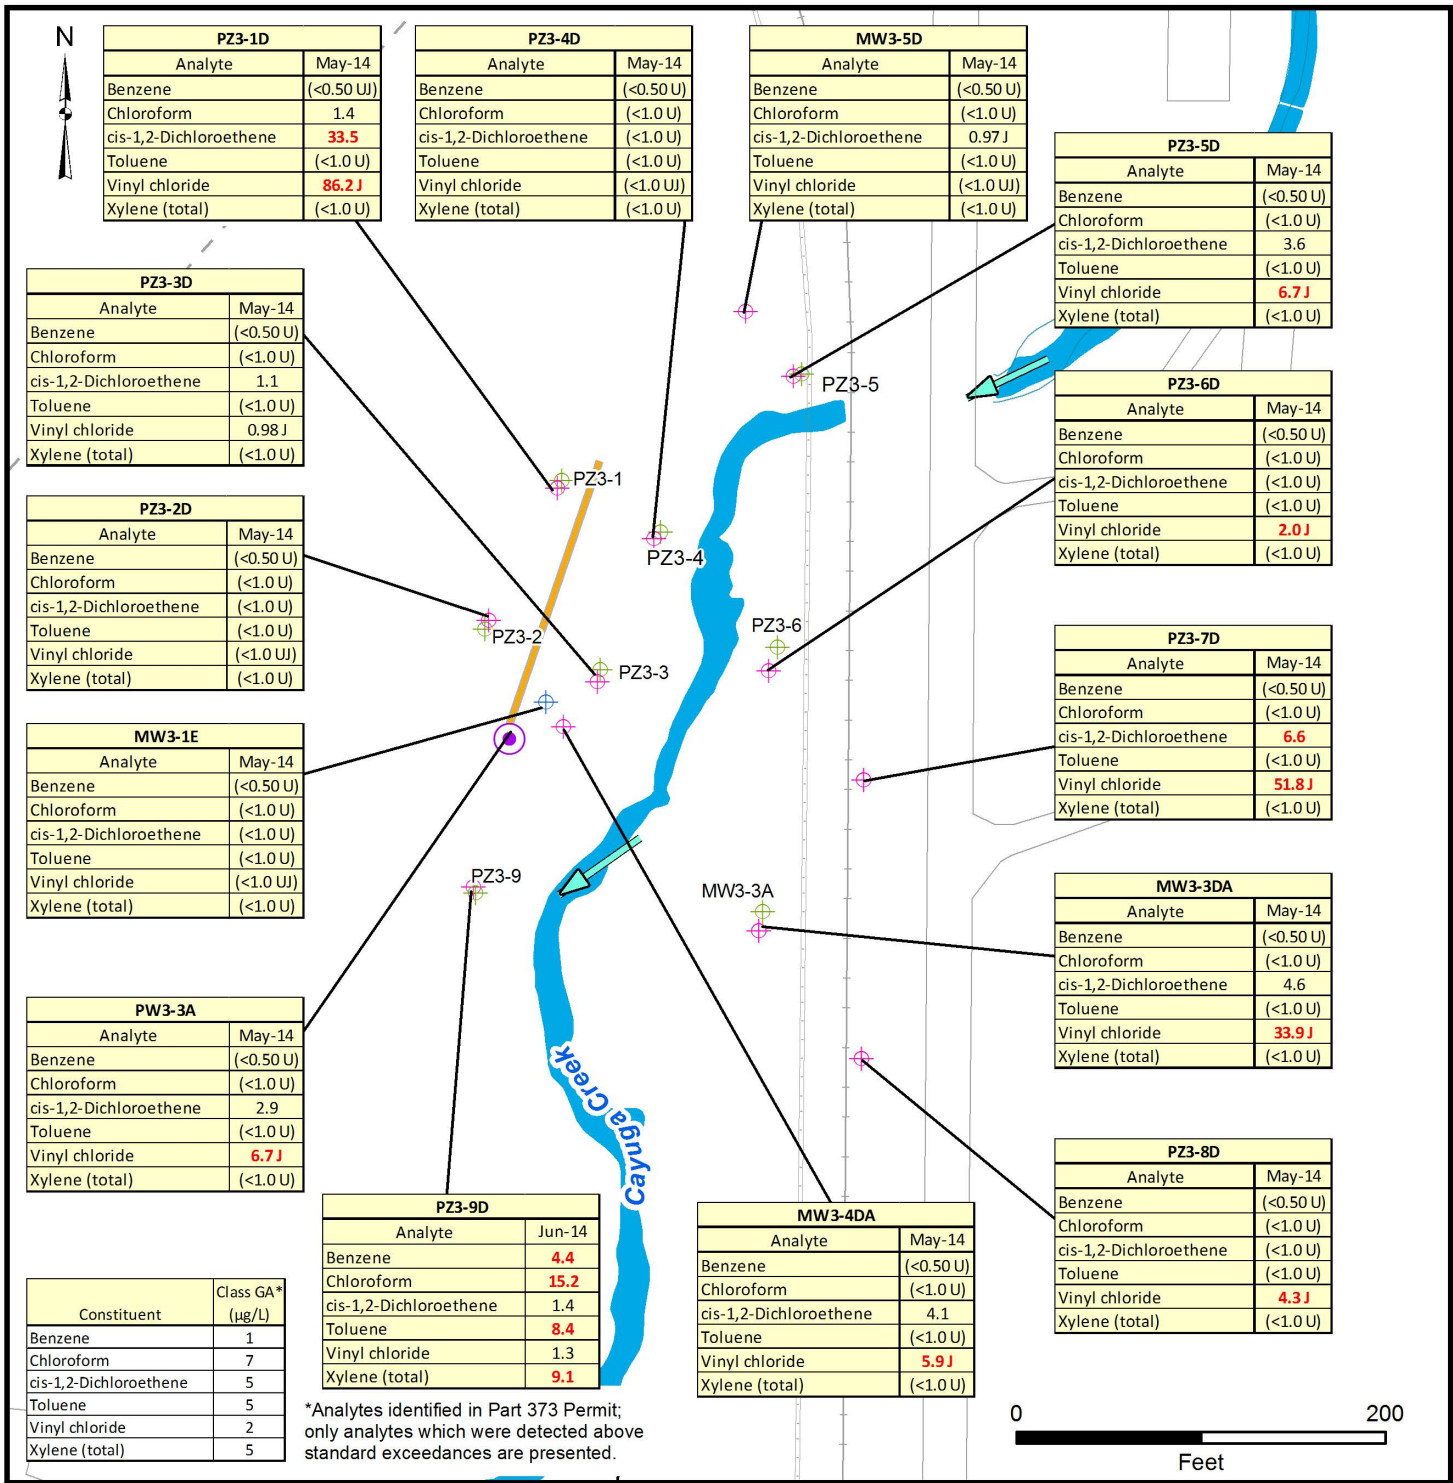 N
PZ3-1D
Analyte May-14
Benzene (<0.50 UJ)
Chloroform 1.4
cis-1,2-Dichloroethene 33.5
Toluene (<1.0 U)
Vinyl chloride 86.2 J
Xylene (total) (<1.0 U)
PZ3-4D
Analyte May-14
Benzene (<0.50 U)
Chloroform (<1.0 U)
cis-1,2-Dichloroethene (<1.0 U)
Toluene (<1.0 U)
Vinyl chloride (<1.0 UJ)
Xylene (total) (<1.0 U)
MW3-5D
Analyte May-14
Benzene (<0.50 U)
Chloroform (<1.0 U)
cis-1,2-Dichloroethene 0.97 J
Toluene (<1.0 U)
Vinyl chloride (<1.0 UJ)
Xylene (total) (<1.0 U)
PZ3-5D
Analyte May-14
Benzene (<0.50 U)
Chloroform (<1.0 U)
cis-1,2-Dichloroethene 3.6
Toluene (<1.0 U)
Vinyl chloride 6.7 J
Xylene (total) (<1.0 U)
PZ3-3D
Analyte May-14
Benzene (<0.50 U)
Chloroform (<1.0 U)
cis-1,2-Dichloroethene 1.1
Toluene (<1.0 U)
Vinyl chloride 0.98 J
Xylene (total) (<1.0 U)
PZ3-6D
Analyte May-14
Benzene (<0.50 U)
Chloroform (<1.0 U)
cis-1,2-Dichloroethene (<1.0 U)
Toluene (<1.0 U)
Vinyl chloride 2.0 J
Xylene (total) (<1.0 U)
PZ3-5
PZ3-1
PZ3-4
PZ3-2D
Analyte May-14
Benzene (<0.50 U)
Chloroform (<1.0 U)
cis-1,2-Dichloroethene (<1.0 U)
Toluene (<1.0 U)
Vinyl chloride (<1.0 UJ)
Xylene (total) (<1.0 U)
PZ3-6
PZ3-2
PZ3-3
PZ3-7D
Analyte May-14
Benzene (<0.50 U)
Chloroform (<1.0 U)
cis-1,2-Dichloroethene 6.6
Toluene (<1.0 U)
Vinyl chloride 51.8 J
Xylene (total) (<1.0 U)
MW3-1E
Analyte May-14
Benzene (<0.50 U)
Chloroform (<1.0 U)
cis-1,2-Dichloroethene (<1.0 U)
Toluene (<1.0 U)
Vinyl chloride (<1.0 UJ)
Xylene (total) (<1.0 U)
PZ3-9
MW3-3A
MW3-3DA
Analyte May-14
Benzene (<0.50 U)
Chloroform (<1.0 U)
cis-1,2-Dichloroethene 4.6
Toluene (<1.0 U)
Vinyl chloride 33.9 J
Xylene (total) (<1.0 U)
PW3-3A
Analyte May-14
Benzene (<0.50 U)
Chloroform (<1.0 U)
cis-1,2-Dichloroethene 2.9
Toluene (<1.0 U)
Vinyl chloride 6.7 J
Xylene (total) (<1.0 U)
Cayuga Creek
PZ3-8D
Analyte May-14
Benzene (<0.50 U)
Chloroform (<1.0 U)
cis-1,2-Dichloroethene (<1.0 U)
Toluene (<1.0 U)
Vinyl chloride 4.3 J
Xylene (total) (<1.0 U)
PZ3-9D
Analyte Jun-14
Benzene 4.4
Chloroform 15.2
cis-1,2-Dichloroethene 1.4
Toluene 8.4
Vinyl chloride 1.3
Xylene (total) 9.1
MW3-4DA
Analyte May-14
Benzene (<0.50 U)
Chloroform (<1.0 U)
cis-1,2-Dichloroethene 4.1
Toluene (<1.0 U)
Vinyl chloride 5.9 J
Xylene (total) (<1.0 U)
Constituent Class GA*
(µg/L)
Benzene 1
Chloroform 7
cis-1,2-Dichloroethene 5
Toluene 5
Vinyl chloride 2
Xylene (total) 5
*Analytes identified in Part 373 Permit;
only analytes which were detected above
standard exceedances are presented.
0 200
Feet